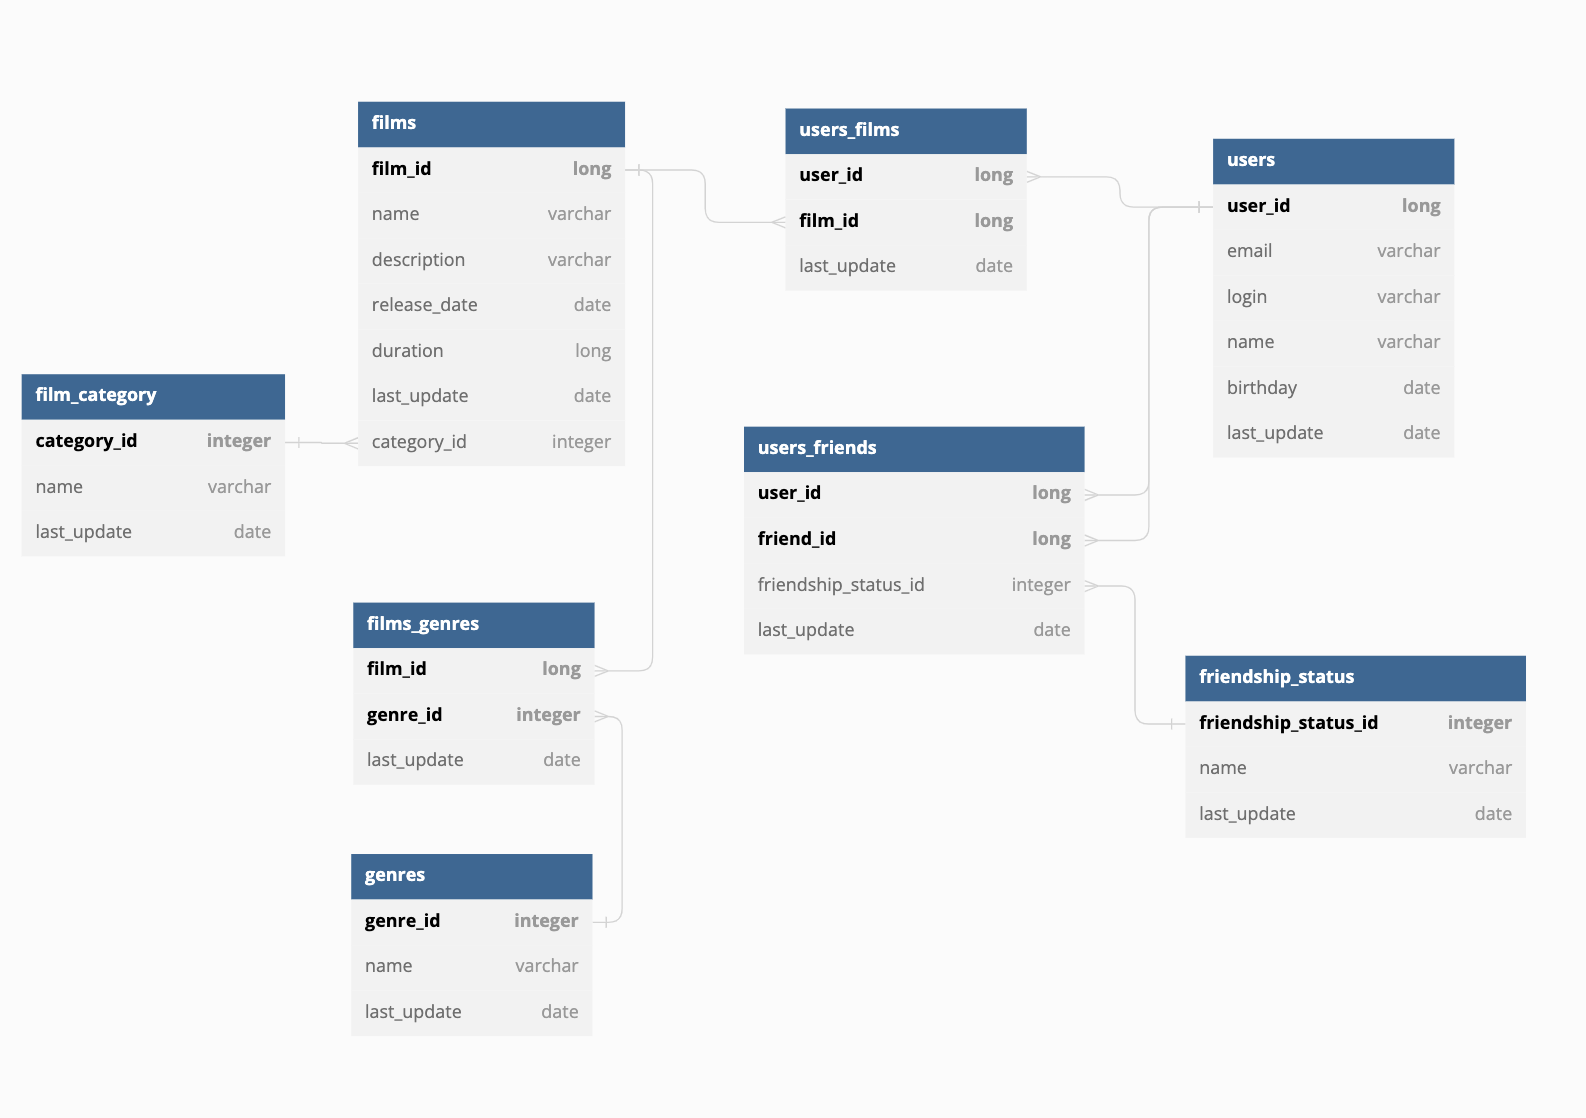 films
film_id long
name varchar
description varchar
release_date date
duration long
last_update date
category_id integer
users_films
user_id long
film_id long
last_update date
users
user_id long
email varchar
login varchar
name varchar
birthday date
last_update date
film_category
category_id integer
name varchar
last_update date
users_friends
user_id long
friend_id long
friendship_status_id integer
last_update date
films_genres
film_id long
genre_id integer
last_update date
friendship_status
friendship_status_id integer
name varchar
last_update date
genres
genre_id integer
name varchar
last_update date